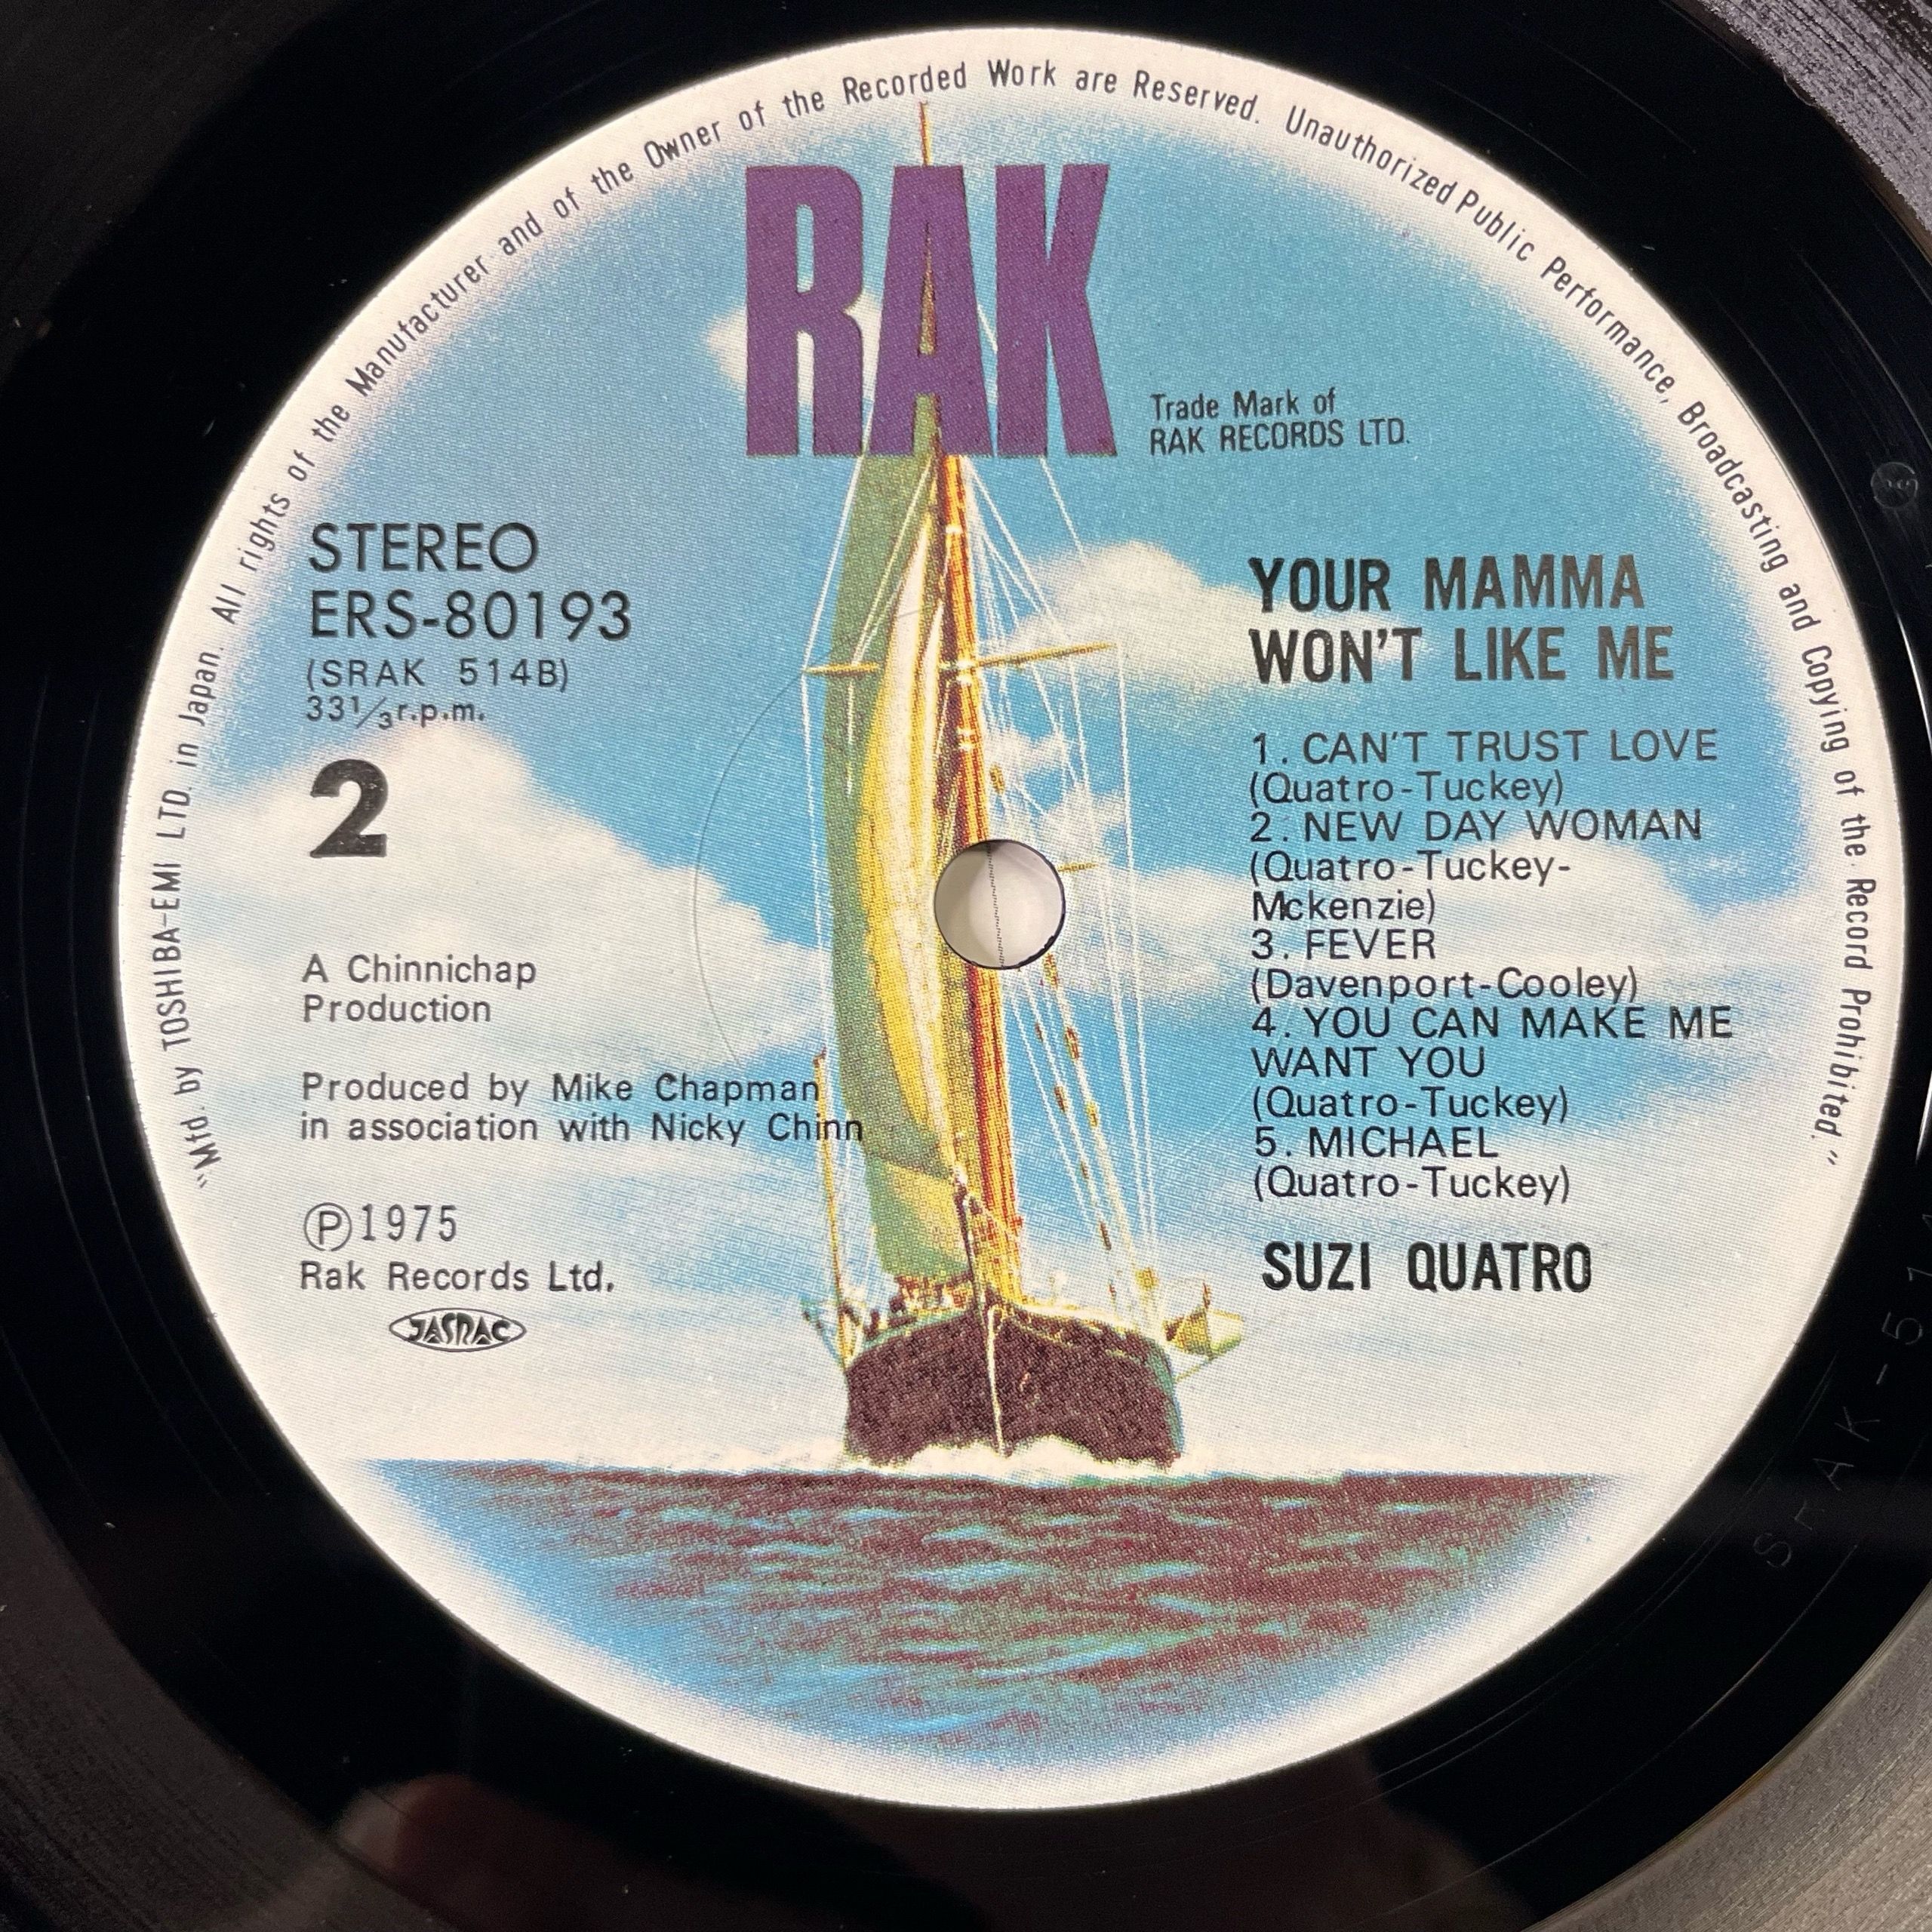 "Mfd. by TOSHIBA-EMI LTD. in Japan. All rights of the Manufacturer and of the Owner of the Recorded Work are Reserved. Unauthorized Public Performance, Broadcasting and Copying of the Record Prohibited."
RAK
Trade Mark of
RAK RECORDS LTD.
STEREO
ERS-80193
(SRAK 514B)
33 1/3 r.p.m.
2
A Chinnichap
Production
Produced by Mike Chapman
in association with Nicky Chinn
Ⓟ1975
Rak Records Ltd.
JASRAC
YOUR MAMMA
WON'T LIKE ME
1. CAN'T TRUST LOVE
(Quatro-Tuckey)
2. NEW DAY WOMAN
(Quatro-Tuckey-
Mckenzie)
3. FEVER
(Davenport-Cooley)
4. YOU CAN MAKE ME
WANT YOU
(Quatro-Tuckey)
5. MICHAEL
(Quatro-Tuckey)
SUZI QUATRO